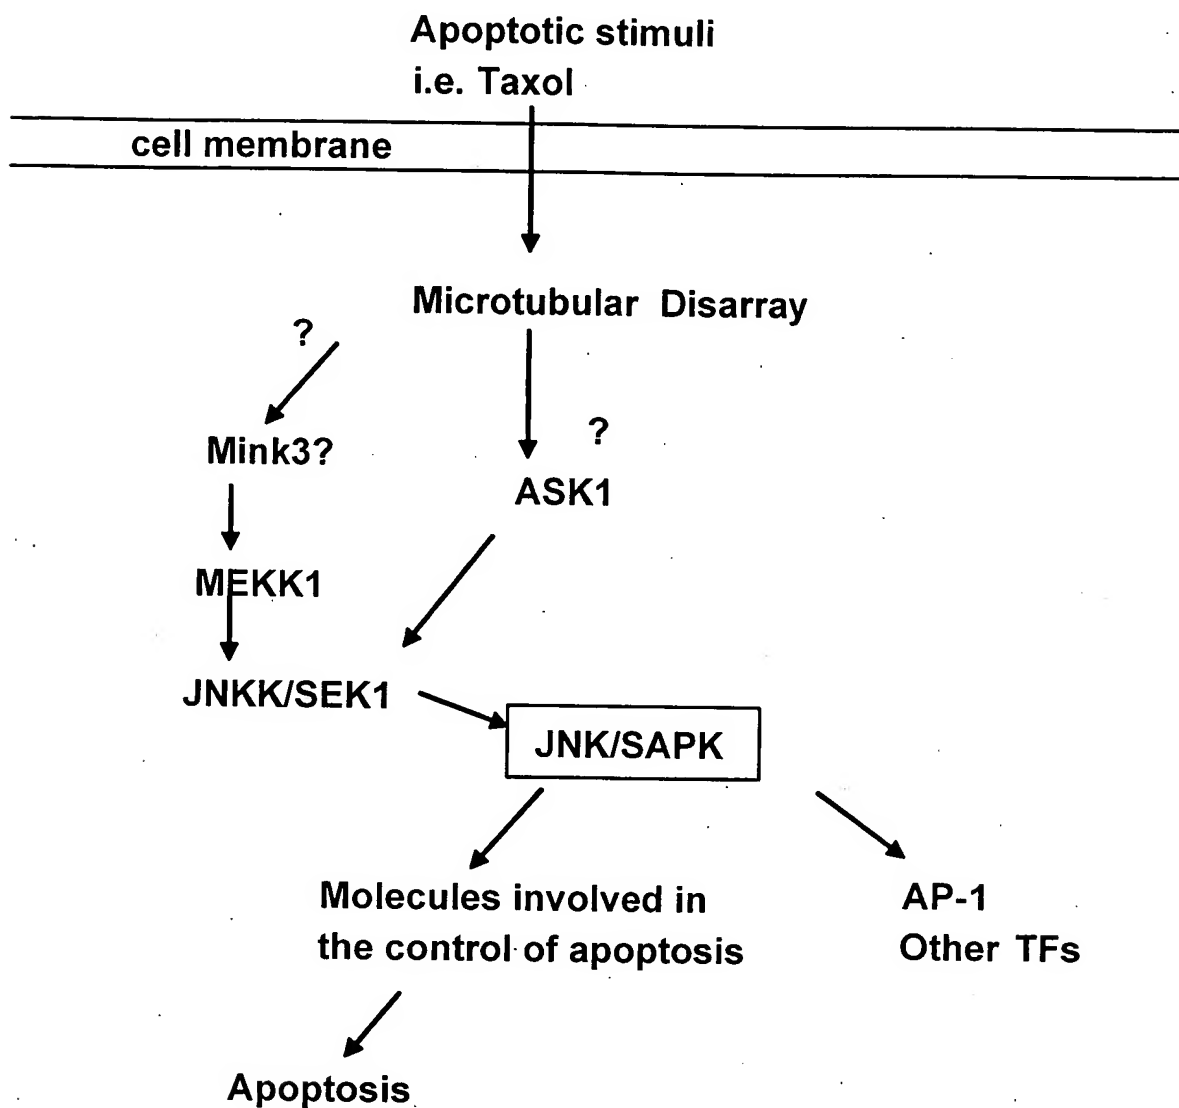 Apoptotic stimuli
i.e. Taxol
cell membrane
Microtubular Disarray
?
?
Mink3?
ASK1
MEKK1
JNKK/SEK1
JNK/SAPK
Molecules involved in
the control of apoptosis
AP-1
Other TFs
Apoptosis